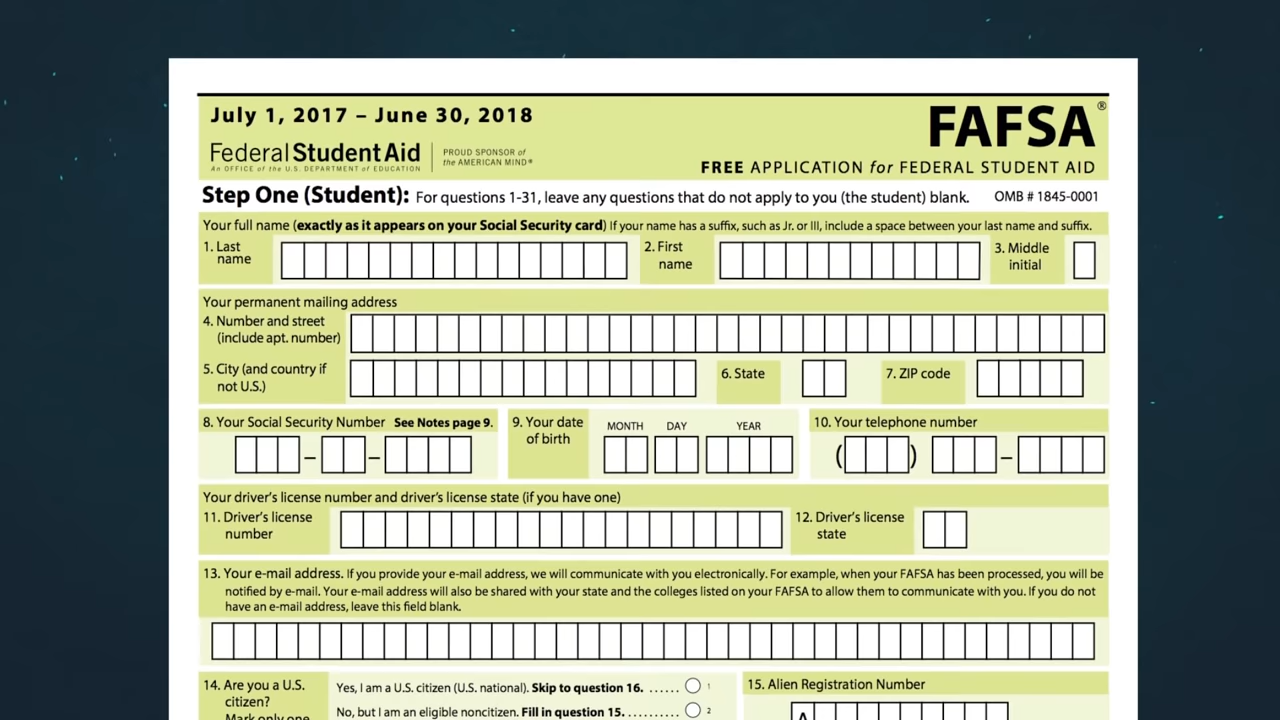 July 1, 2017 – June 30, 2018
FAFSA®
Federal Student Aid
An OFFICE of the U.S. DEPARTMENT of EDUCATION
PROUD SPONSOR of
the AMERICAN MIND®
FREE APPLICATION for FEDERAL STUDENT AID
Step One (Student): For questions 1-31, leave any questions that do not apply to you (the student) blank.
OMB # 1845-0001
Your full name (exactly as it appears on your Social Security card) If your name has a suffix, such as Jr. or III, include a space between your last name and suffix.
1. Last
name
2. First
name
3. Middle
initial
Your permanent mailing address
4. Number and street
(include apt. number)
5. City (and country if
not U.S.)
6. State
7. ZIP code
8. Your Social Security Number See Notes page 9.
– –
9. Your date
of birth
MONTH DAY YEAR
10. Your telephone number
( ) –
Your driver's license number and driver's license state (if you have one)
11. Driver's license
number
12. Driver's license
state
13. Your e-mail address. If you provide your e-mail address, we will communicate with you electronically. For example, when your FAFSA has been processed, you will be
notified by e-mail. Your e-mail address will also be shared with your state and the colleges listed on your FAFSA to allow them to communicate with you. If you do not
have an e-mail address, leave this field blank.
14. Are you a U.S.
citizen?
Mark only one
Yes, I am a U.S. citizen (U.S. national). Skip to question 16. ...... 1
No, but I am an eligible noncitizen. Fill in question 15. .......... 2
15. Alien Registration Number
A